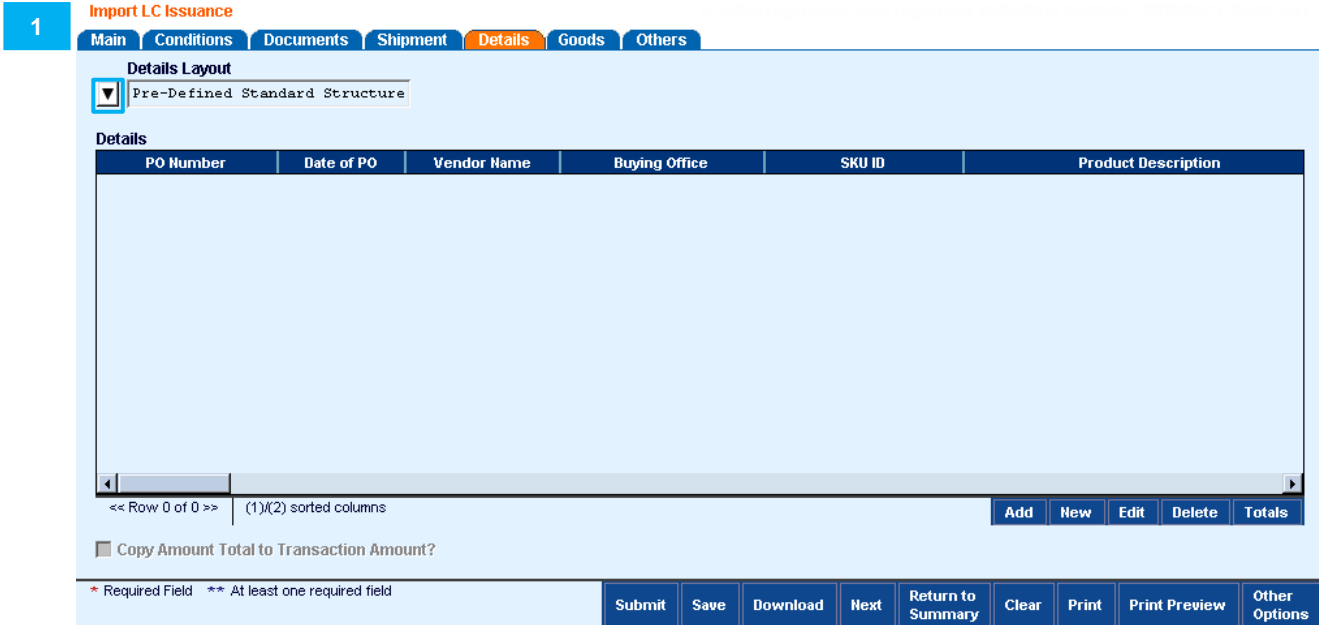 1
Import LC Issuance
Main Conditions Documents Shipment Details Goods Others
Details Layout
Pre-Defined Standard Structure
Details
PO Number Date of PO Vendor Name Buying Office SKU ID Product Description
<< Row 0 of 0 >> (1)/(2) sorted columns
Add New Edit Delete Totals
Copy Amount Total to Transaction Amount?
* Required Field ** At least one required field
Submit Save Download Next Return to Summary Clear Print Print Preview Other Options